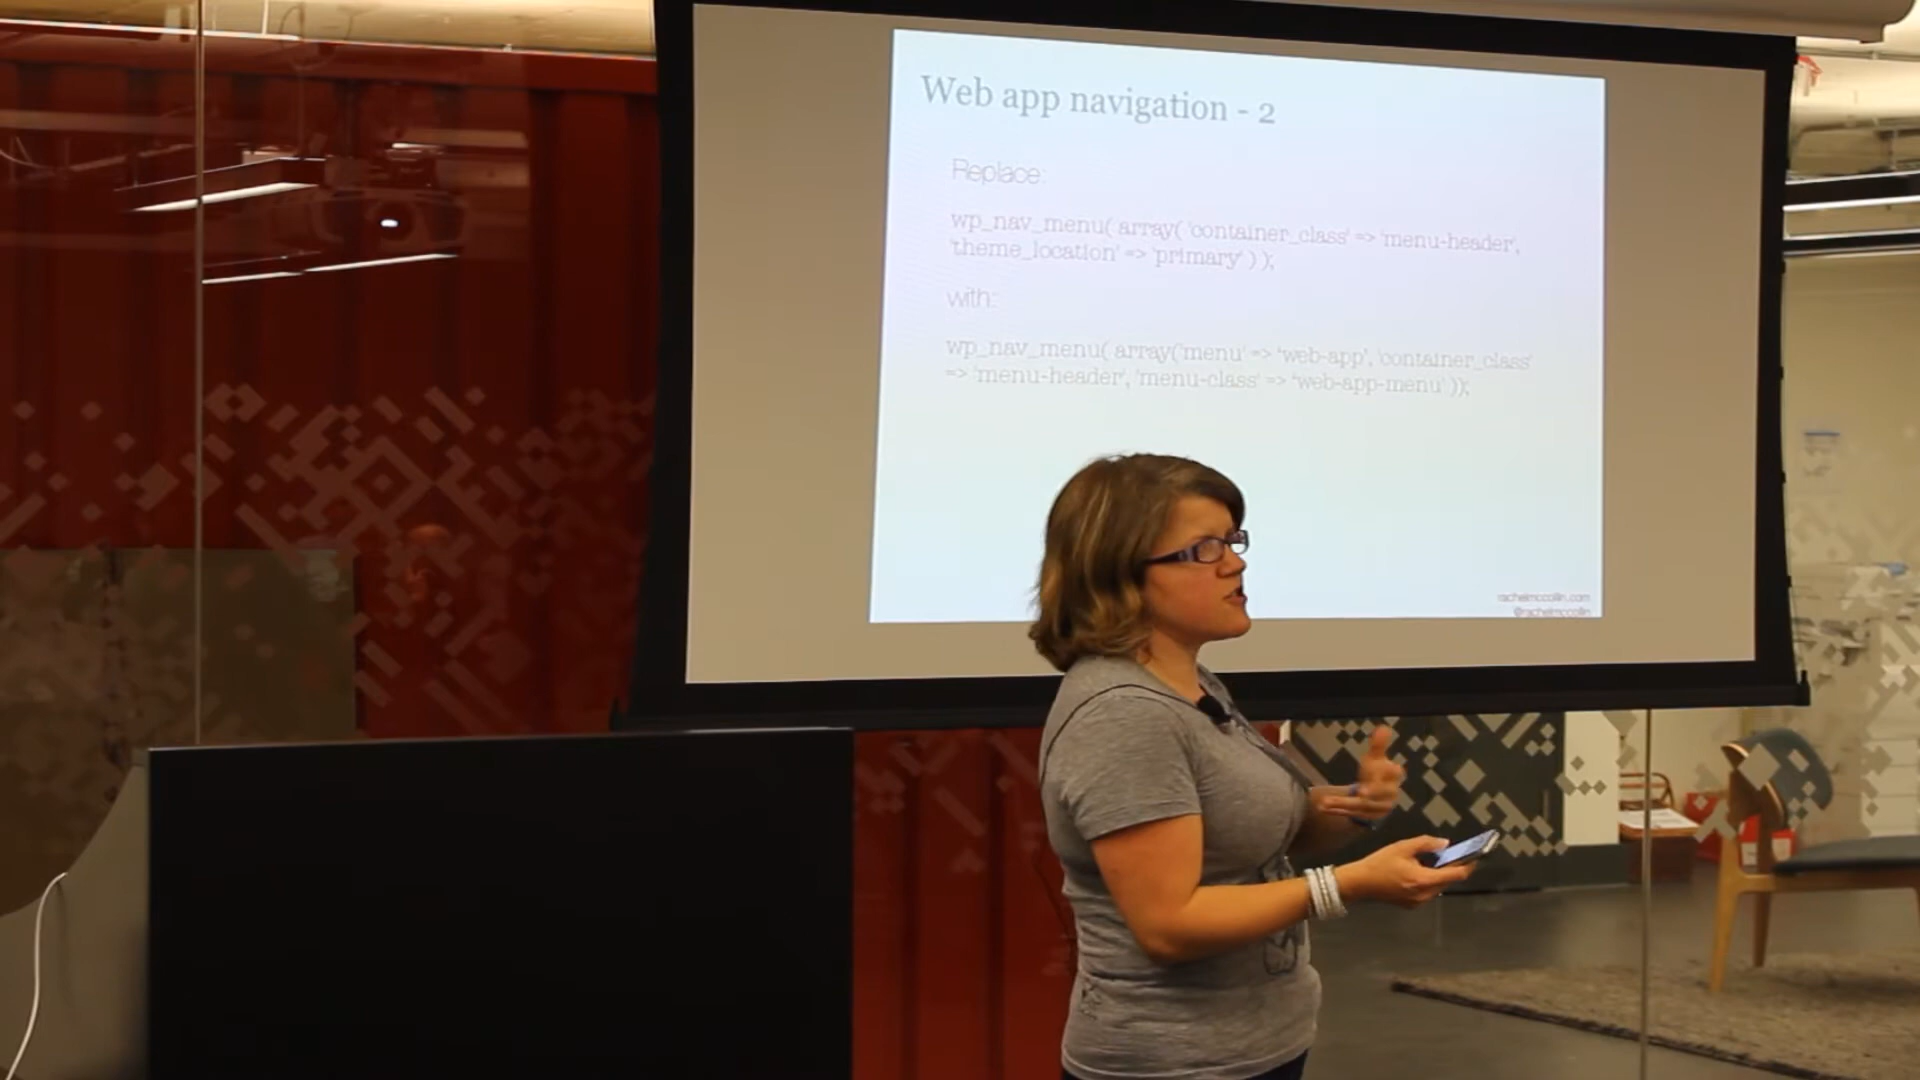 Web app navigation - 2
Replace:
wp_nav_menu( array( 'container_class' => 'menu-header',
'theme_location' => 'primary' ) );
with:
wp_nav_menu( array('menu' => 'web-app', 'container_class'
=> 'menu-header', 'menu-class' => 'web-app-menu' ));
rachelmccollin.com
@rachelmccollin